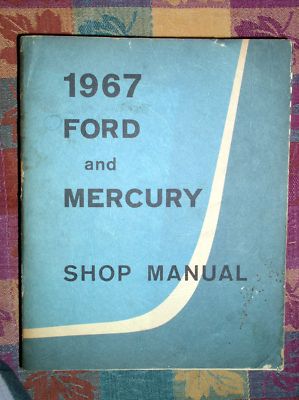 1967
FORD
and
MERCURY
SHOP MANUAL